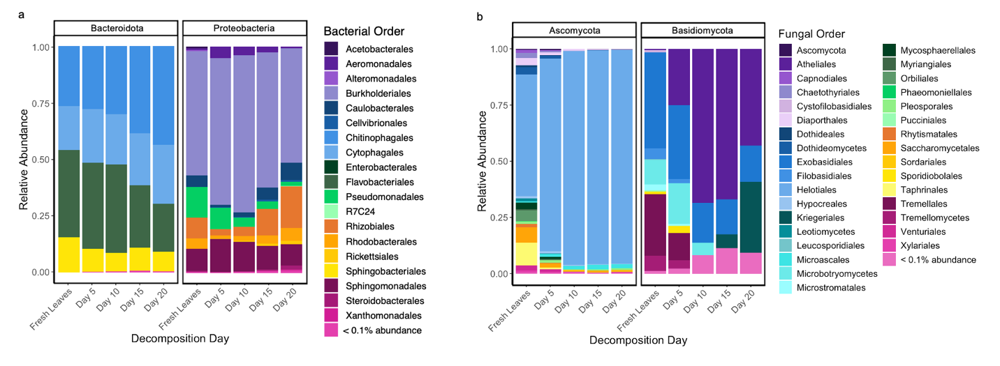 a
Bacteroidota
Proteobacteria
Relative Abundance
1.00
0.75
0.50
0.25
0.00
Fresh Leaves
Day 5
Day 10
Day 15
Day 20
Fresh Leaves
Day 5
Day 10
Day 15
Day 20
Decomposition Day
Bacterial Order
Acetobacterales
Aeromonadales
Alteromonadales
Burkholderiales
Caulobacterales
Cellvibrionales
Chitinophagales
Cytophagales
Enterobacterales
Flavobacteriales
Pseudomonadales
R7C24
Rhizobiales
Rhodobacterales
Rickettsiales
Sphingobacteriales
Sphingomonadales
Steroidobacterales
Xanthomonadales
< 0.1% abundance
b
Ascomycota
Basidiomycota
Relative Abundance
1.00
0.75
0.50
0.25
0.00
Fresh Leaves
Day 5
Day 10
Day 15
Day 20
Fresh Leaves
Day 5
Day 10
Day 15
Day 20
Decomposition Day
Fungal Order
Ascomycota
Atheliales
Capnodiales
Chaetothyriales
Cystofilobasidiales
Diaporthales
Dothideales
Dothideomycetes
Exobasidiales
Filobasidiales
Helotiales
Hypocreales
Kriegeriales
Leotiomycetes
Leucosporidiales
Microascales
Microbotryomycetes
Microstromatales
Mycosphaerellales
Myriangiales
Orbiliales
Phaeomoniellales
Pleosporales
Pucciniales
Rhytismatales
Saccharomycetales
Sordariales
Sporidiobolales
Taphrinales
Tremellales
Tremellomycetes
Venturiales
Xylariales
< 0.1% abundance